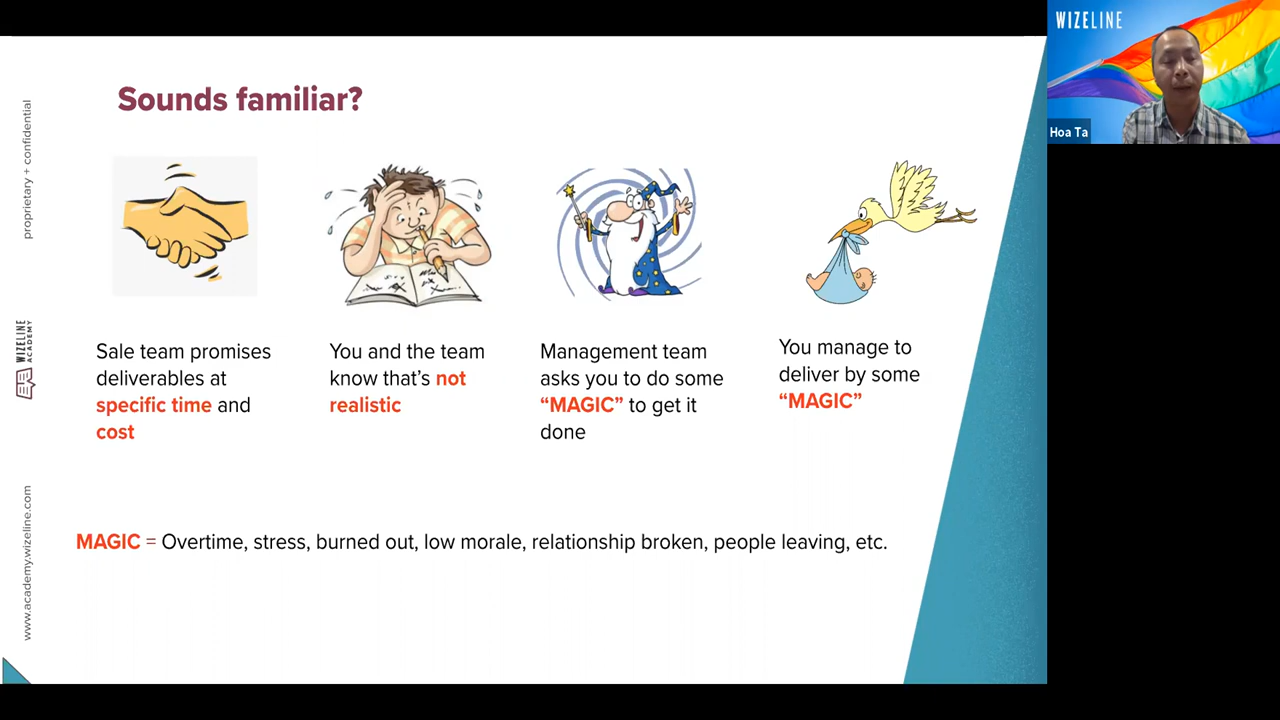 Sounds familiar?
Sale team promises
deliverables at
specific time and
cost
You and the team
know that’s not
realistic
Management team
asks you to do some
“MAGIC” to get it
done
You manage to
deliver by some
“MAGIC”
MAGIC = Overtime, stress, burned out, low morale, relationship broken, people leaving, etc.
proprietary + confidential
WIZELINE
ACADEMY
www.academy.wizeline.com
WIZELINE
Hoa Ta